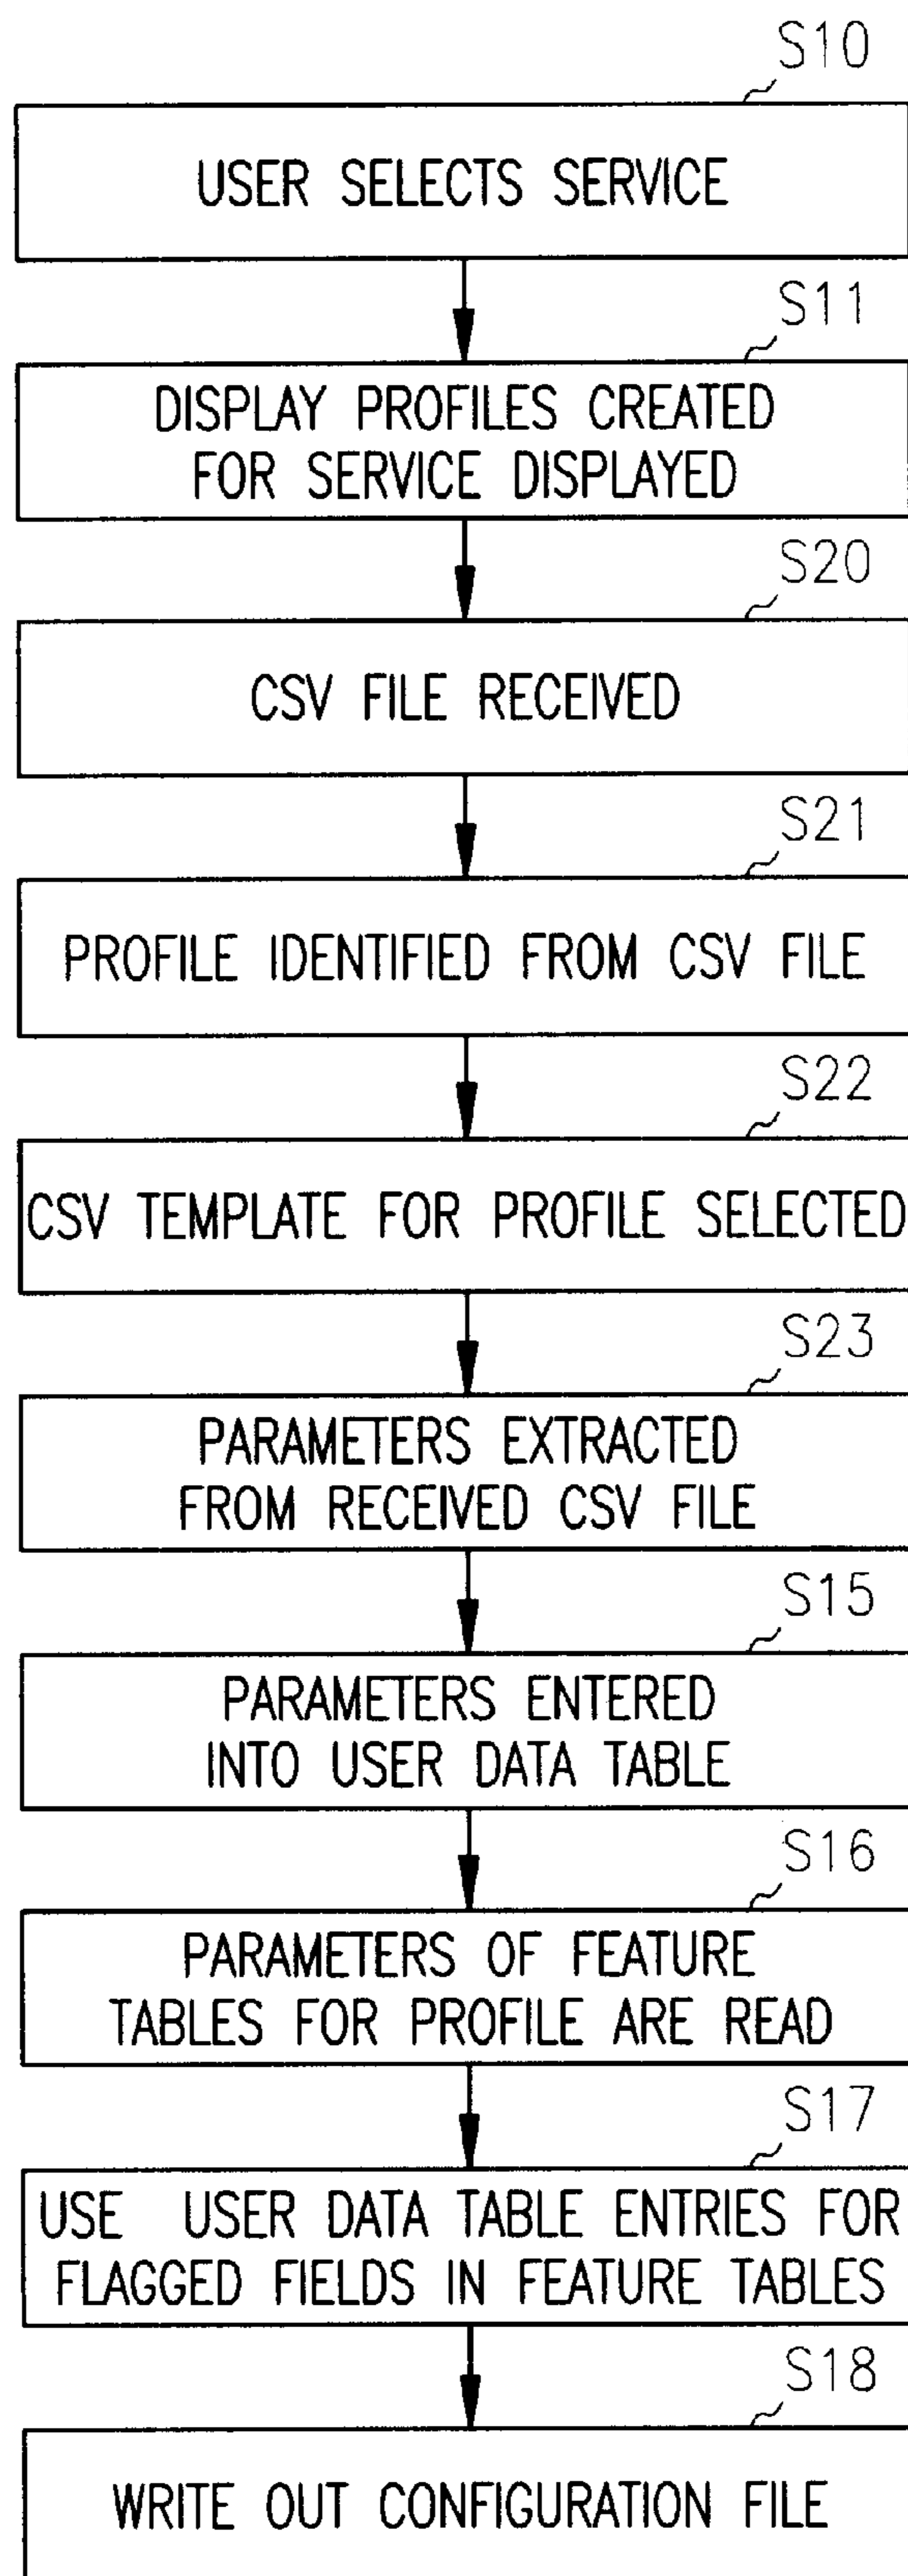 S10
USER SELECTS SERVICE
S11
DISPLAY PROFILES CREATED
FOR SERVICE DISPLAYED
S20
CSV FILE RECEIVED
S21
PROFILE IDENTIFIED FROM CSV FILE
S22
CSV TEMPLATE FOR PROFILE SELECTED
S23
PARAMETERS EXTRACTED
FROM RECEIVED CSV FILE
S15
PARAMETERS ENTERED
INTO USER DATA TABLE
S16
PARAMETERS OF FEATURE
TABLES FOR PROFILE ARE READ
S17
USE USER DATA TABLE ENTRIES FOR
FLAGGED FIELDS IN FEATURE TABLES
S18
WRITE OUT CONFIGURATION FILE